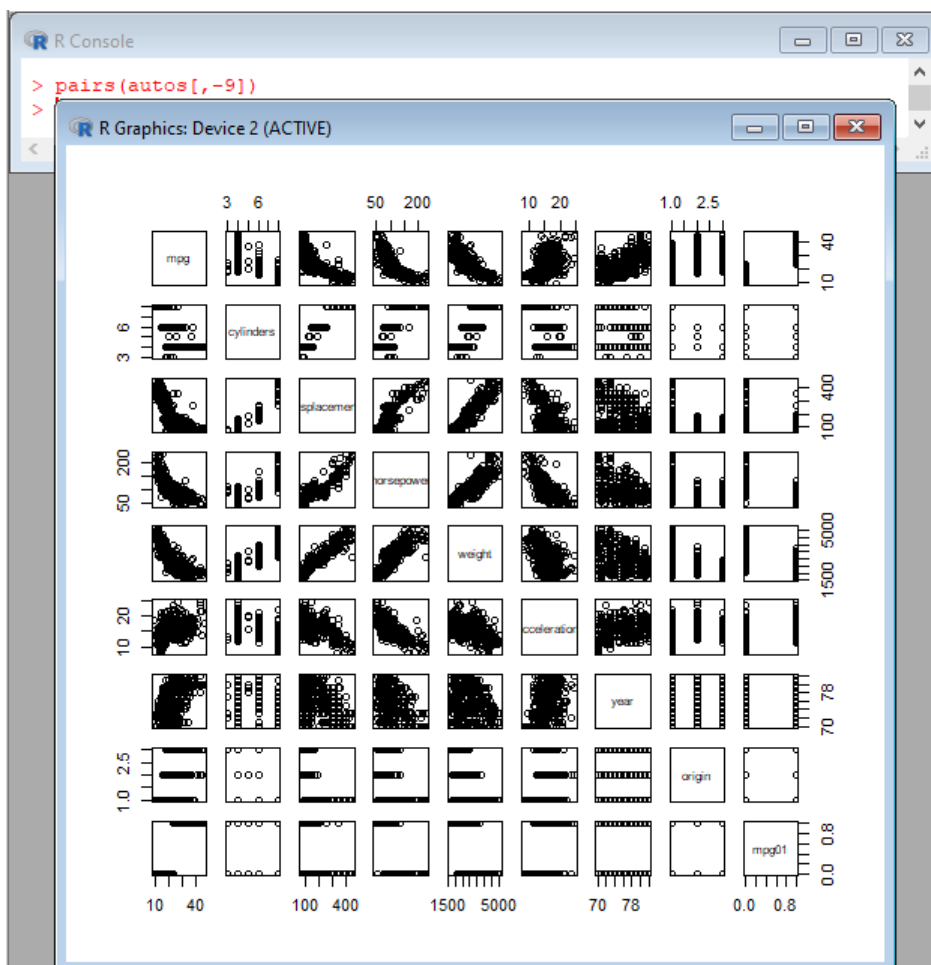 R Console
> pairs(autos[,-9])
>
R Graphics: Device 2 (ACTIVE)
3 6 50 200 10 20 1.0 2.5
mpg 10 40
3 6 cylinders
splacemen 100 400
50 200 horsepower
weight 1500 5000
10 20 cceleration
year 70 78
1.0 2.5 origin
mpg01 0.0 0.8
10 40 100 400 1500 5000 70 78 0.0 0.8